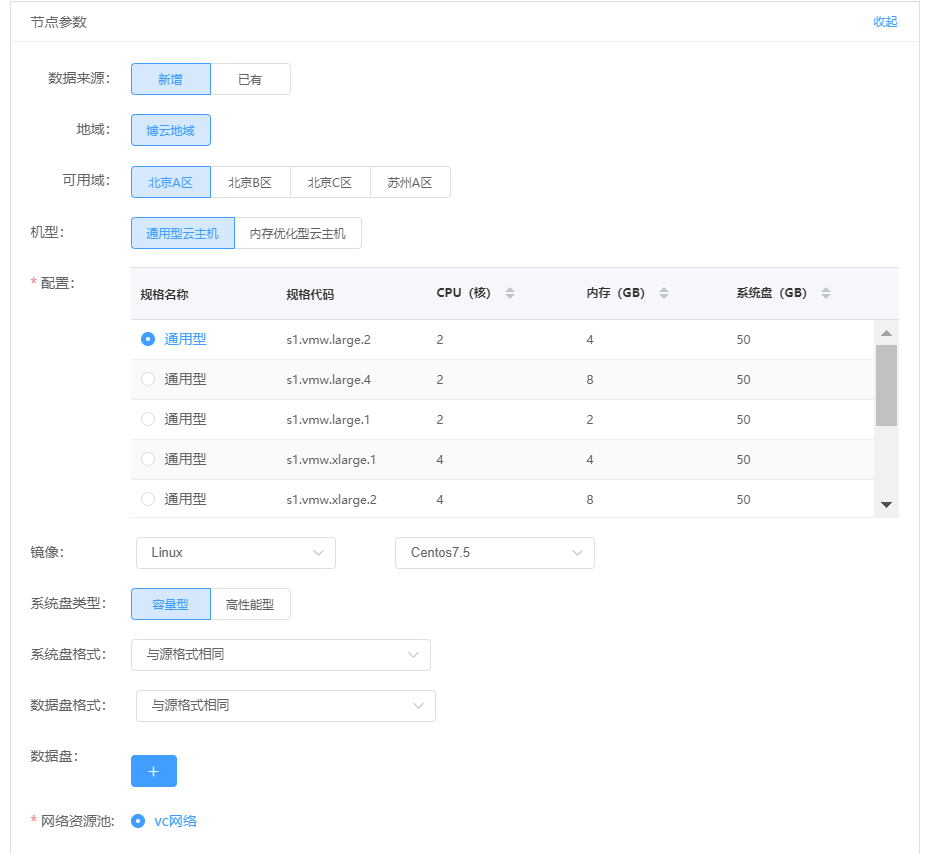 节点参数 收起
数据来源： 新增 已有
地域： 博云地域
可用域： 北京A区 北京B区 北京C区 苏州A区
机型： 通用型云主机 内存优化型云主机
* 配置： 规格名称 规格代码 CPU（核） 内存（GB） 系统盘（GB）
通用型 s1.vmw.large.2 2 4 50
通用型 s1.vmw.large.4 2 8 50
通用型 s1.vmw.large.1 2 2 50
通用型 s1.vmw.xlarge.1 4 4 50
通用型 s1.vmw.xlarge.2 4 8 50
镜像： Linux Centos7.5
系统盘类型： 容量型 高性能型
系统盘格式： 与源格式相同
数据盘格式： 与源格式相同
数据盘： +
* 网络资源池: vc网络